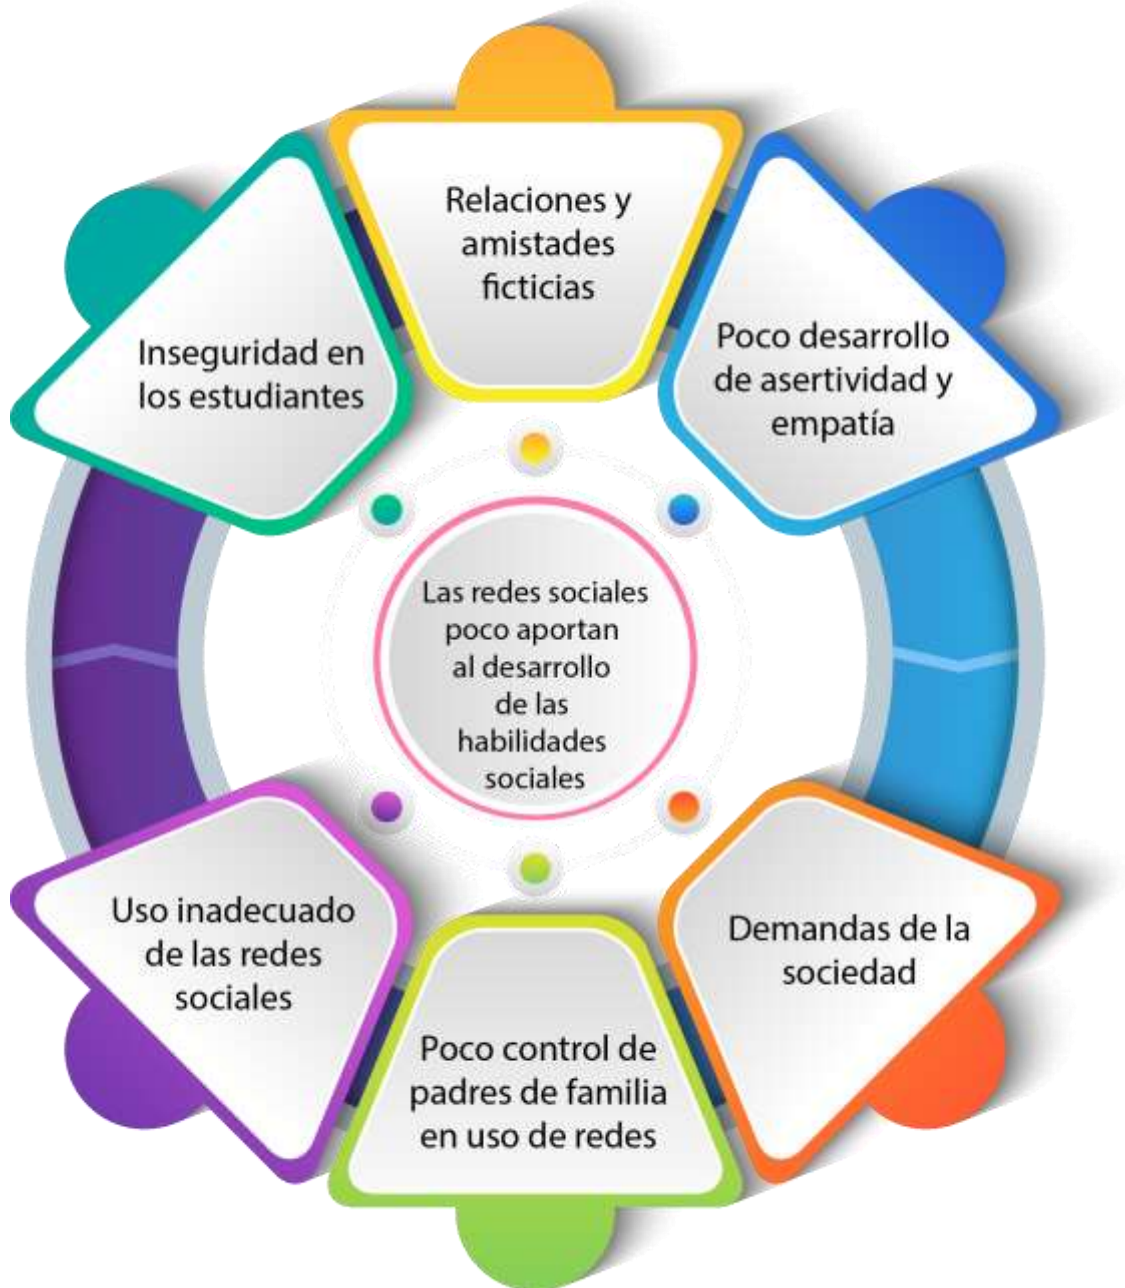 Relaciones y
amistades
ficticias
Poco desarrollo
de asertividad y
empatía
Demandas de la
sociedad
Poco control de
padres de familia
en uso de redes
Uso inadecuado
de las redes
sociales
Inseguridad en
los estudiantes
Las redes sociales
poco aportan
al desarrollo
de las
habilidades
sociales